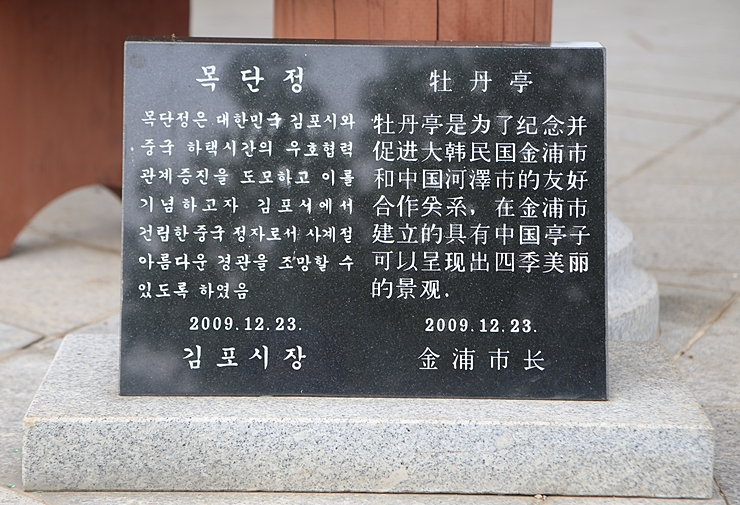 목단정
목단정은 대한민국 김포시와
중국 하택시간의 우호협력
관계증진을 도모하고 이를
기념하고자 김포시에서
건립한중국 정자로서 사계절
아름다운 경관을 조망할 수
있도록 하였음
2009.12.23.
김포시장
牡丹亭
牡丹亭是为了纪念并
促进大韩民国金浦市
和中国河澤市的友好
合作关系，在金浦市
建立的具有中国亭子
可以呈现出四季美丽
的景观.
2009.12.23.
金浦市长